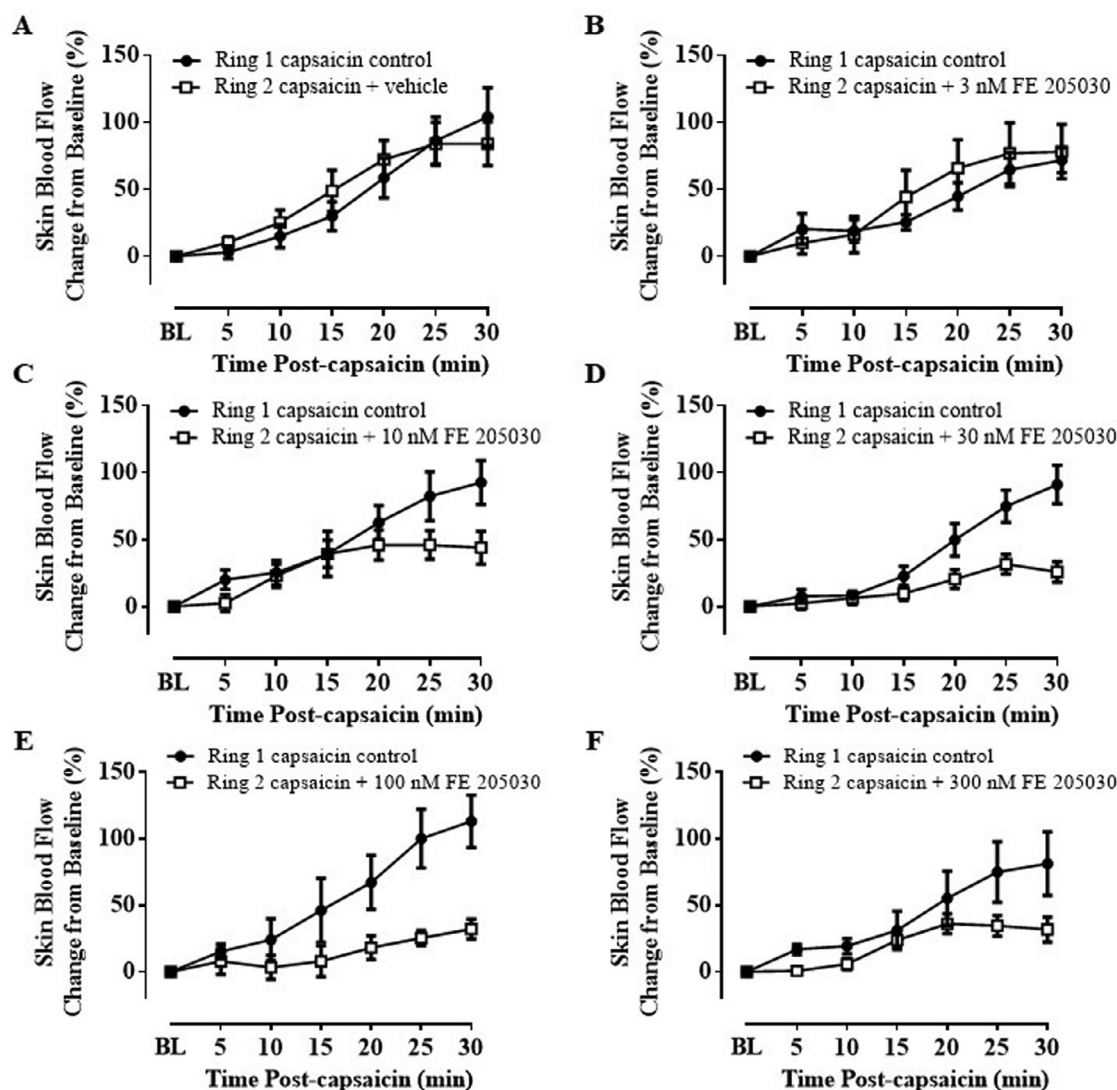 A
Skin Blood Flow
Change from Baseline (%)
150
100
50
0
Ring 1 capsaicin control
Ring 2 capsaicin + vehicle
BL 5 10 15 20 25 30
Time Post-capsaicin (min)
B
Skin Blood Flow
Change from Baseline (%)
150
100
50
0
Ring 1 capsaicin control
Ring 2 capsaicin + 3 nM FE 205030
BL 5 10 15 20 25 30
Time Post-capsaicin (min)
C
Skin Blood Flow
Change from Baseline (%)
150
100
50
0
Ring 1 capsaicin control
Ring 2 capsaicin + 10 nM FE 205030
BL 5 10 15 20 25 30
Time Post-capsaicin (min)
D
Skin Blood Flow
Change from Baseline (%)
150
100
50
0
Ring 1 capsaicin control
Ring 2 capsaicin + 30 nM FE 205030
BL 5 10 15 20 25 30
Time Post-capsaicin (min)
E
Skin Blood Flow
Change from Baseline (%)
150
100
50
0
Ring 1 capsaicin control
Ring 2 capsaicin + 100 nM FE 205030
BL 5 10 15 20 25 30
Time Post-capsaicin (min)
F
Skin Blood Flow
Change from Baseline (%)
150
100
50
0
Ring 1 capsaicin control
Ring 2 capsaicin + 300 nM FE 205030
BL 5 10 15 20 25 30
Time Post-capsaicin (min)